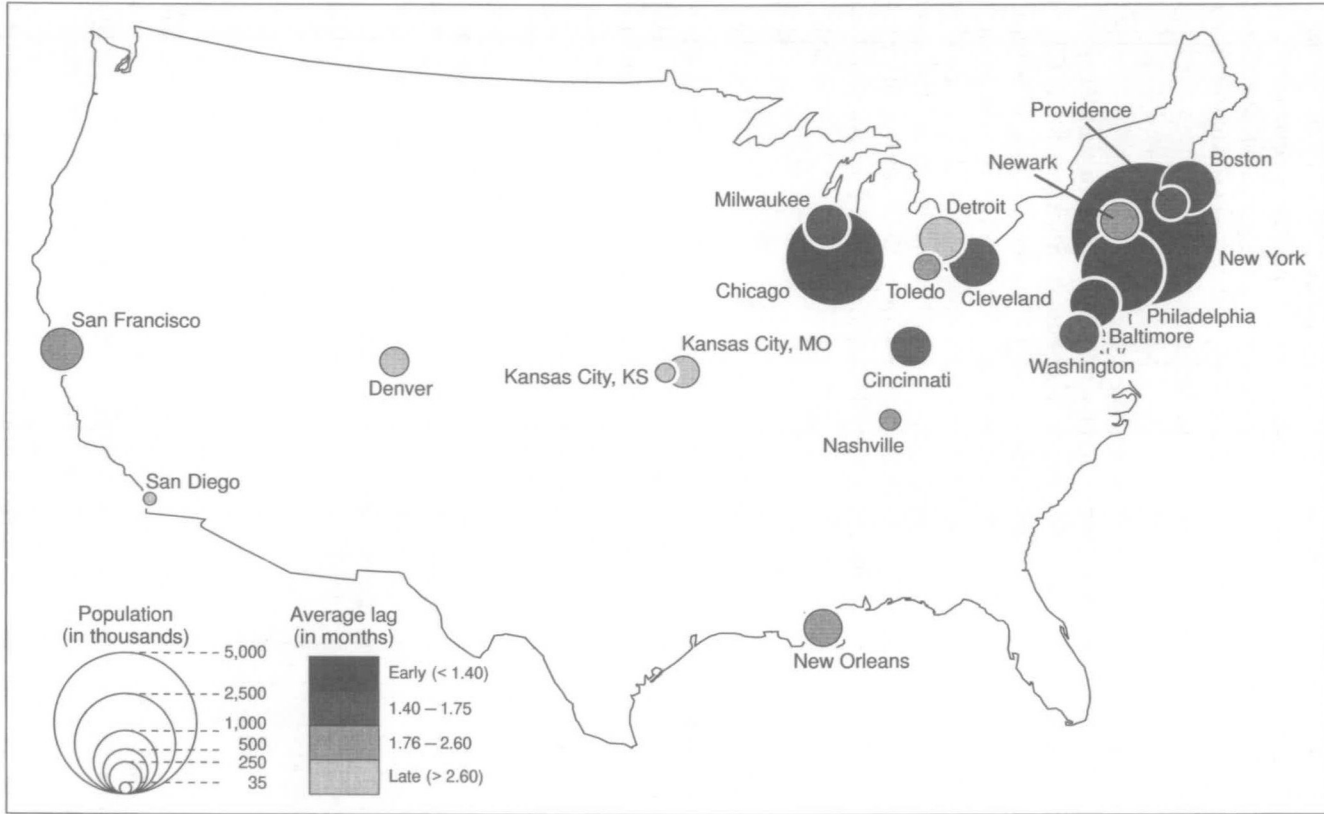 Providence
Newark
Boston
Milwaukee
Detroit
New York
Chicago
Toledo
Cleveland
Philadelphia
San Francisco
Baltimore
Kansas City, MO
Washington
Denver
Kansas City, KS
Cincinnati
Nashville
San Diego
New Orleans
Population
(in thousands)
5,000
2,500
1,000
500
250
35
Average lag
(in months)
Early (< 1.40)
1.40 – 1.75
1.76 – 2.60
Late (> 2.60)